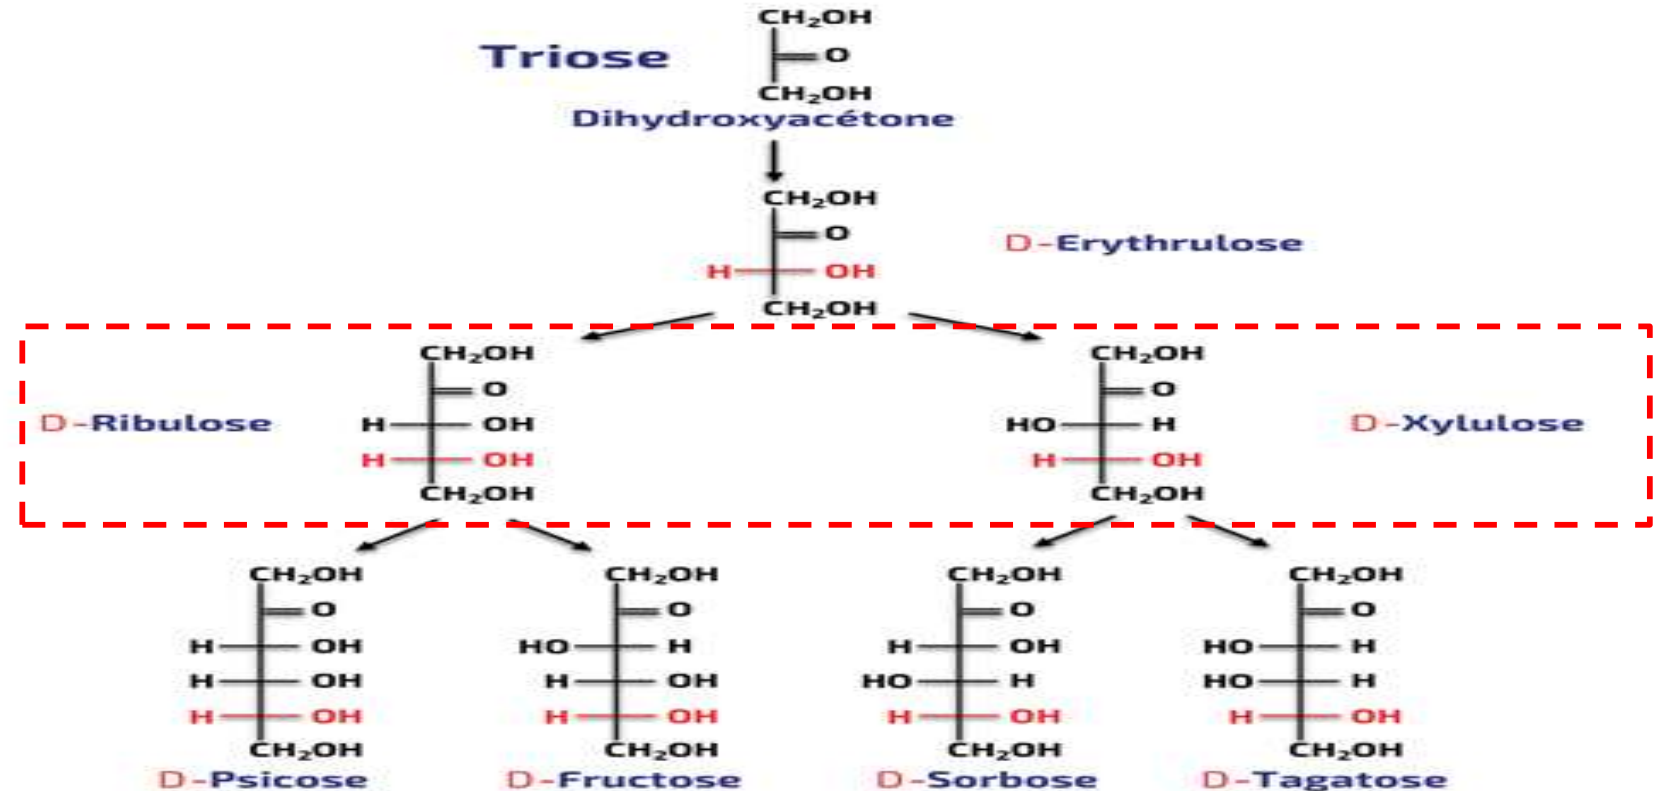 CH₂OH
Triose
O
CH₂OH
Dihydroxyacétone
CH₂OH
O
D-Erythrulose
H OH
CH₂OH
CH₂OH CH₂OH
O O
D-Ribulose H OH HO H D-Xylulose
H OH H OH
CH₂OH CH₂OH
CH₂OH CH₂OH CH₂OH CH₂OH
O O O O
H OH HO H H OH HO H
H OH H OH HO H HO H
H OH H OH H OH H OH
CH₂OH CH₂OH CH₂OH CH₂OH
D-Psicose D-Fructose D-Sorbose D-Tagatose